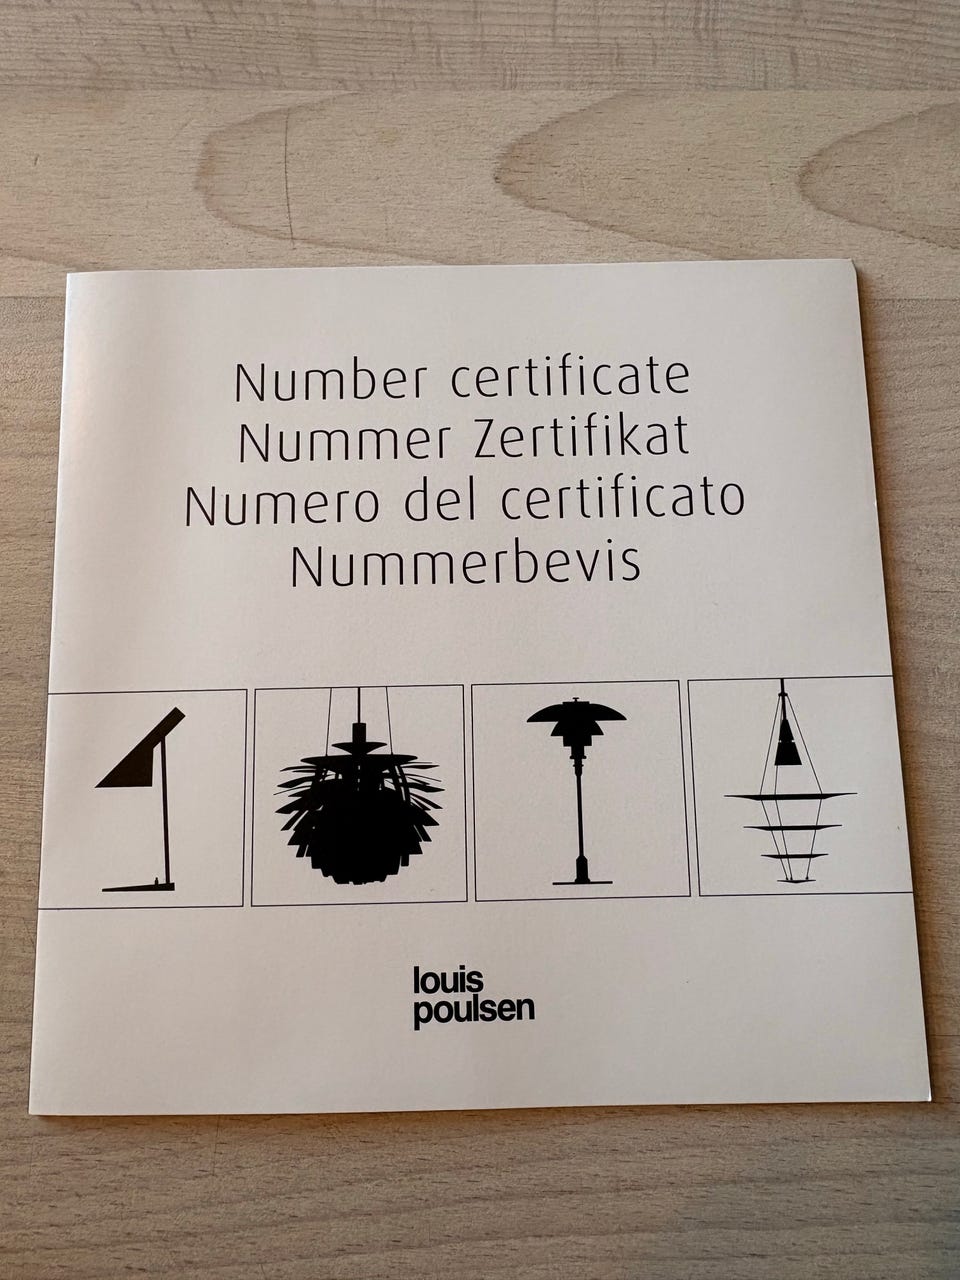 Number certificate
Nummer Zertifikat
Numero del certificato
Nummerbevis
louis
poulsen